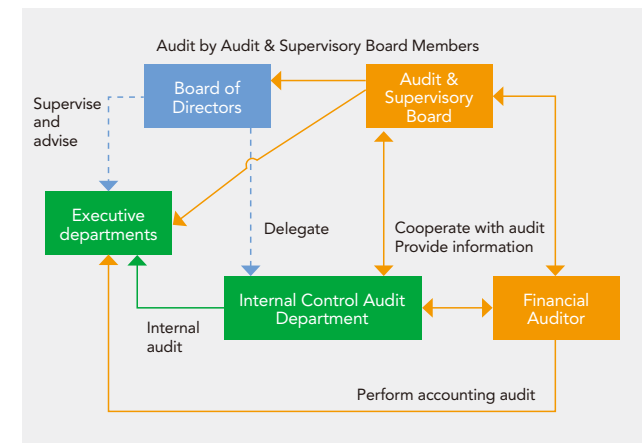 Audit by Audit & Supervisory Board Members
Board of
Directors
Audit &
Supervisory
Board
Supervise
and
advise
Executive
departments
Delegate
Cooperate with audit
Provide information
Internal Control Audit
Department
Financial
Auditor
Internal
audit
Perform accounting audit